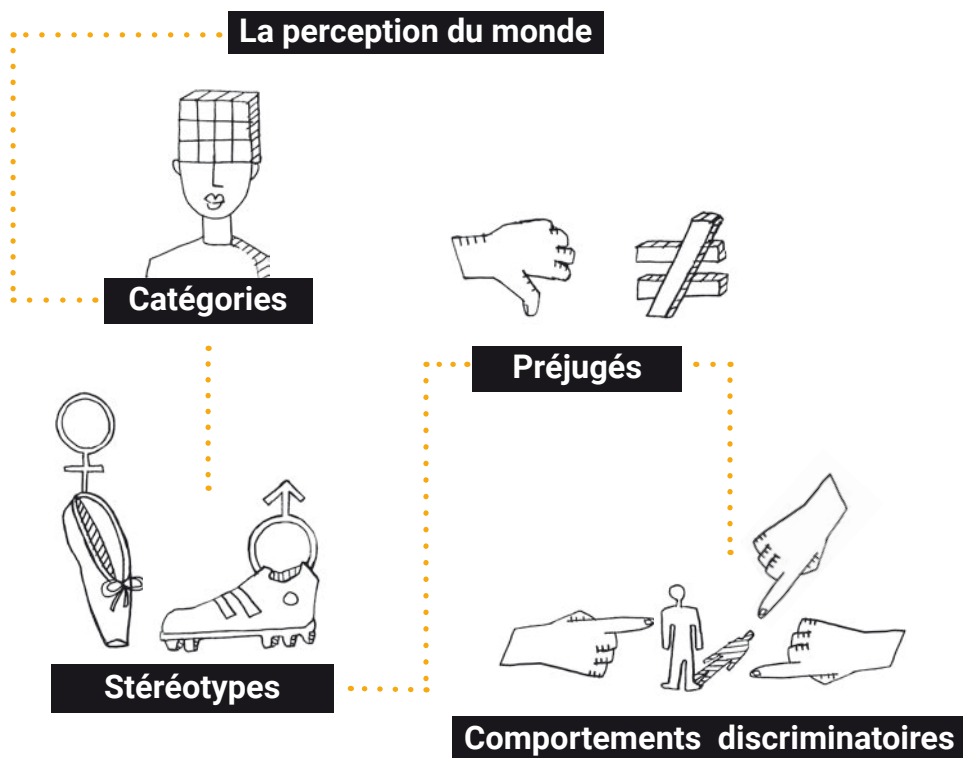 La perception du monde
Catégories
Préjugés
Stéréotypes
Comportements discriminatoires